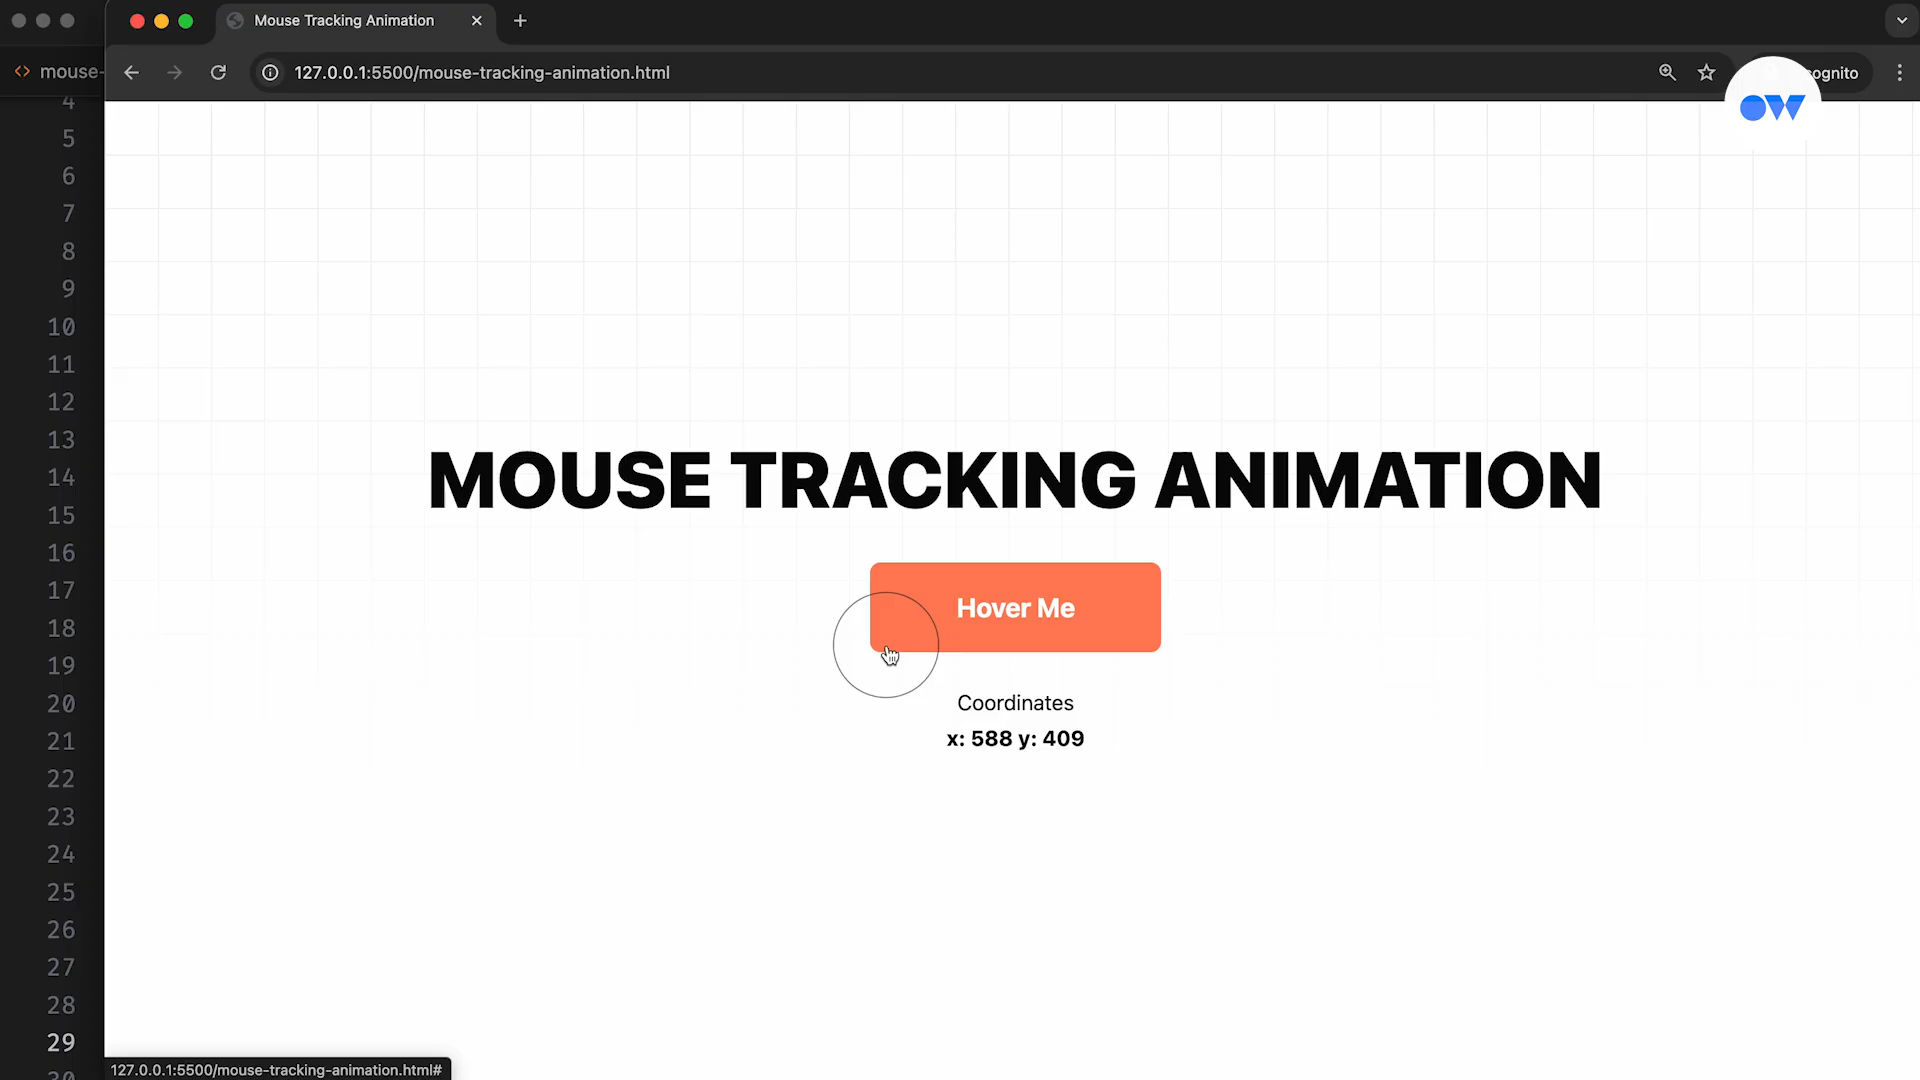 Mouse Tracking Animation
mouse-
127.0.0.1:5500/mouse-tracking-animation.html
ognito
OW
4
5
6
7
8
9
10
11
12
13
14
15
16
17
18
19
20
21
22
23
24
25
26
27
28
29
30
MOUSE TRACKING ANIMATION
Hover Me
Coordinates
x: 588 y: 409
127.0.0.1:5500/mouse-tracking-animation.html#